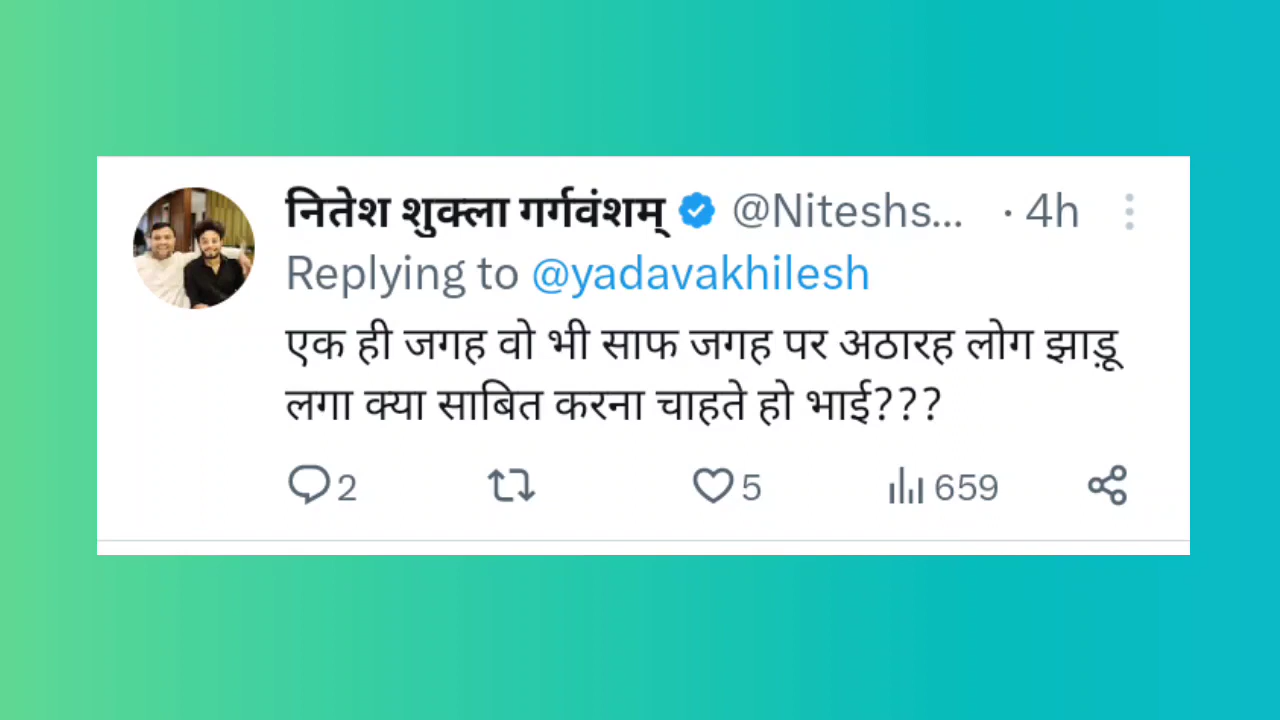 नितेश शुक्ला गर्गवंशम् @Niteshs... · 4h
Replying to @yadavakhilesh
एक ही जगह वो भी साफ जगह पर अठारह लोग झाड़ू
लगा क्या साबित करना चाहते हो भाई???
2 5 659